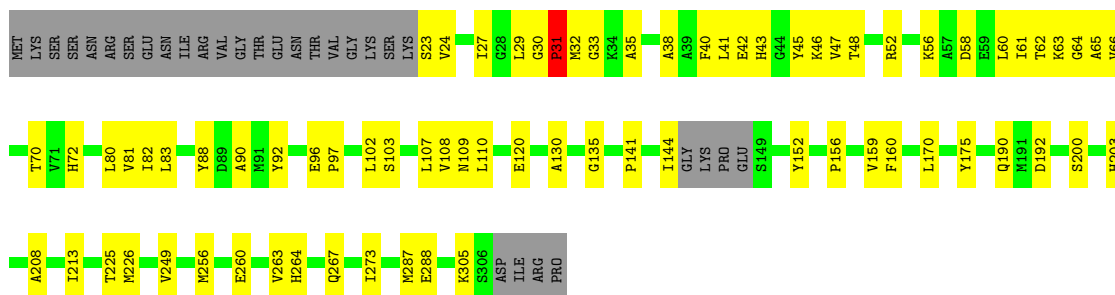 MET LYS SER SER ASN ARG SER GLU ASN ILE ARG VAL GLY THR GLU ASN THR VAL GLY LYS SER LYS S23 V24 I27 G28 L29 G30 P31 M32 G33 K34 A35 A38 A39 F40 L41 E42 H43 G44 Y45 K46 V47 T48 R52 K56 A57 D58 E59 L60 I61 T62 K63 G64 A65
T70 V71 H72 L80 V81 I82 L83 Y88 D89 A90 M91 Y92 E96 P97 L102 S103 L107 V108 N109 L110 E120 A130 G135 P141 I144 GLY LYS PRO GLU S149 Y152 P156 V159 F160 L170 Y175 Q190 M191 D192 S200
A208 I213 T225 M226 V249 M256 E260 V263 H264 Q267 I273 M287 E288 K305 S306 ASP ILE ARG PRO